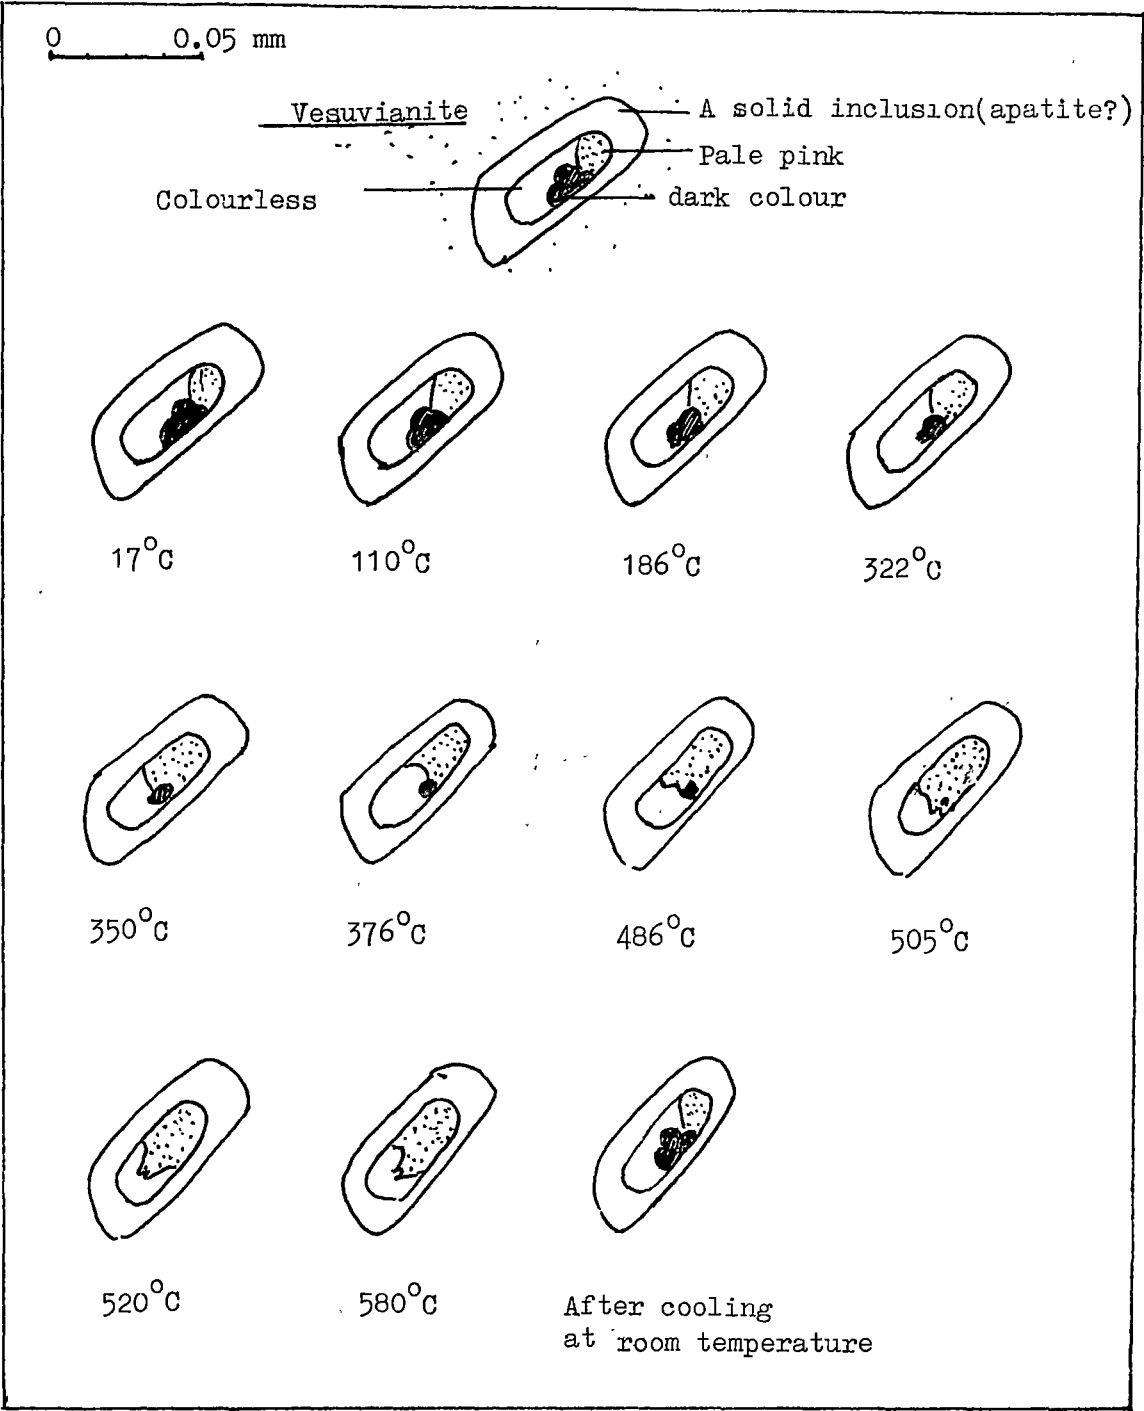 0 0.05 mm
Vesuvianite
A solid inclusion(apatite?)
Pale pink
Colourless
dark colour
17°C 110°C 186°C 322°C
350°C 376°C 486°C 505°C
520°C 580°C After cooling
at room temperature